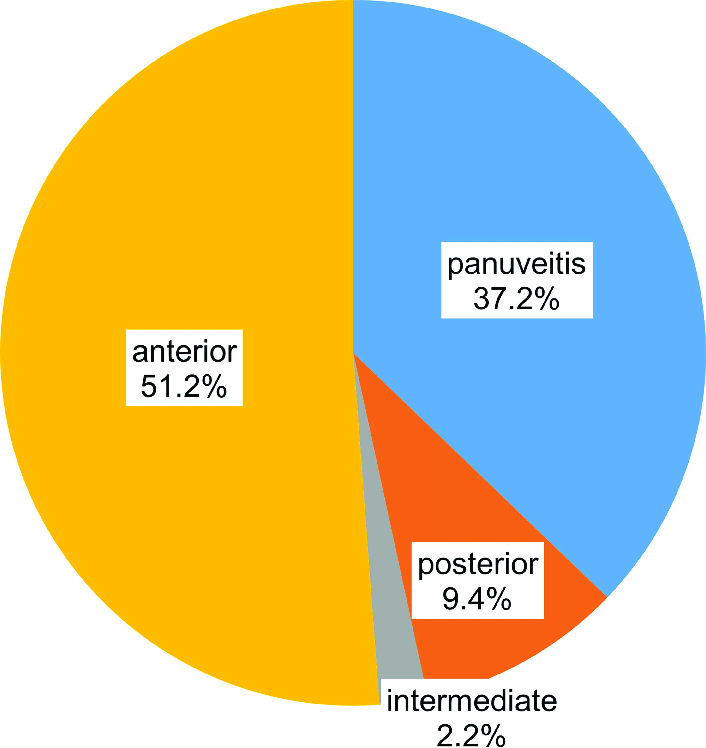 panuveitis
37.2%
anterior
51.2%
posterior
9.4%
intermediate
2.2%